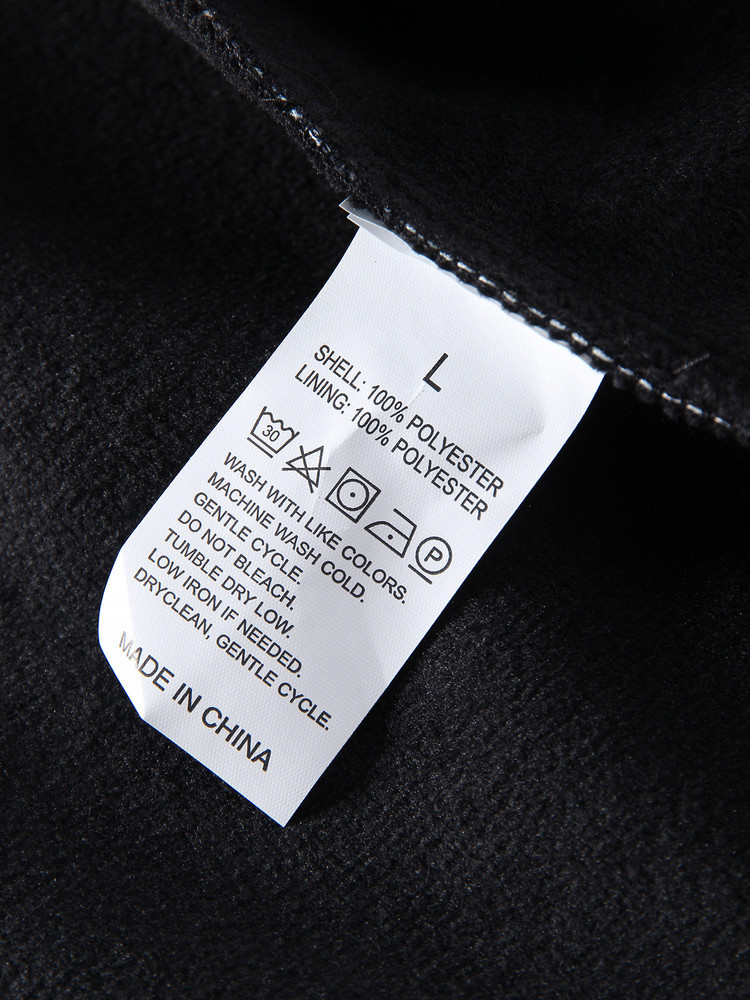 L
SHELL: 100% POLYESTER
LINING: 100% POLYESTER
30 P
WASH WITH LIKE COLORS.
MACHINE WASH COLD.
GENTLE CYCLE.
DO NOT BLEACH.
TUMBLE DRY LOW.
LOW IRON IF NEEDED.
DRYCLEAN, GENTLE CYCLE.
MADE IN CHINA